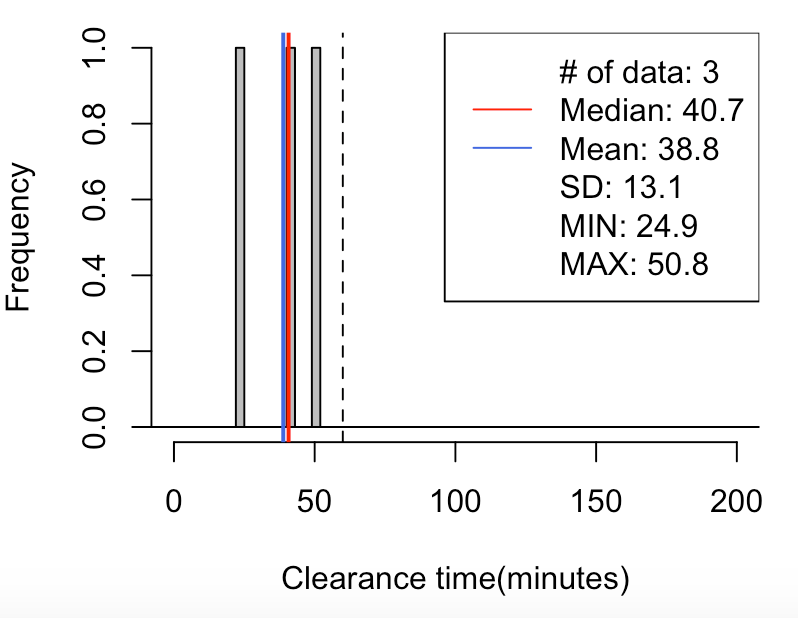 # of data: 3
Median: 40.7
Mean: 38.8
SD: 13.1
MIN: 24.9
MAX: 50.8
Frequency
1.0
0.8
0.6
0.4
0.2
0.0
0 50 100 150 200
Clearance time(minutes)